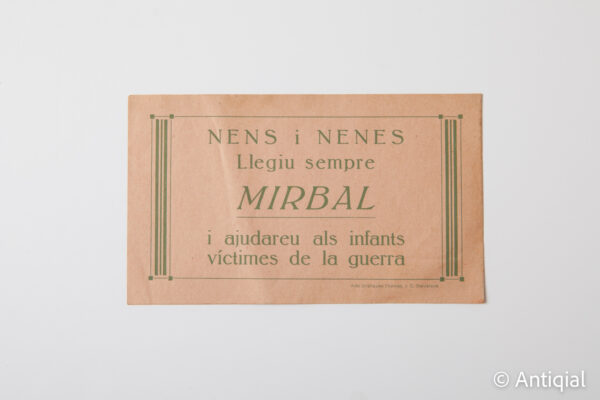 NENS i NENES
Llegiu sempre
MIRBAL
i ajudareu als infants
víctimes de la guerra
© Antiqial